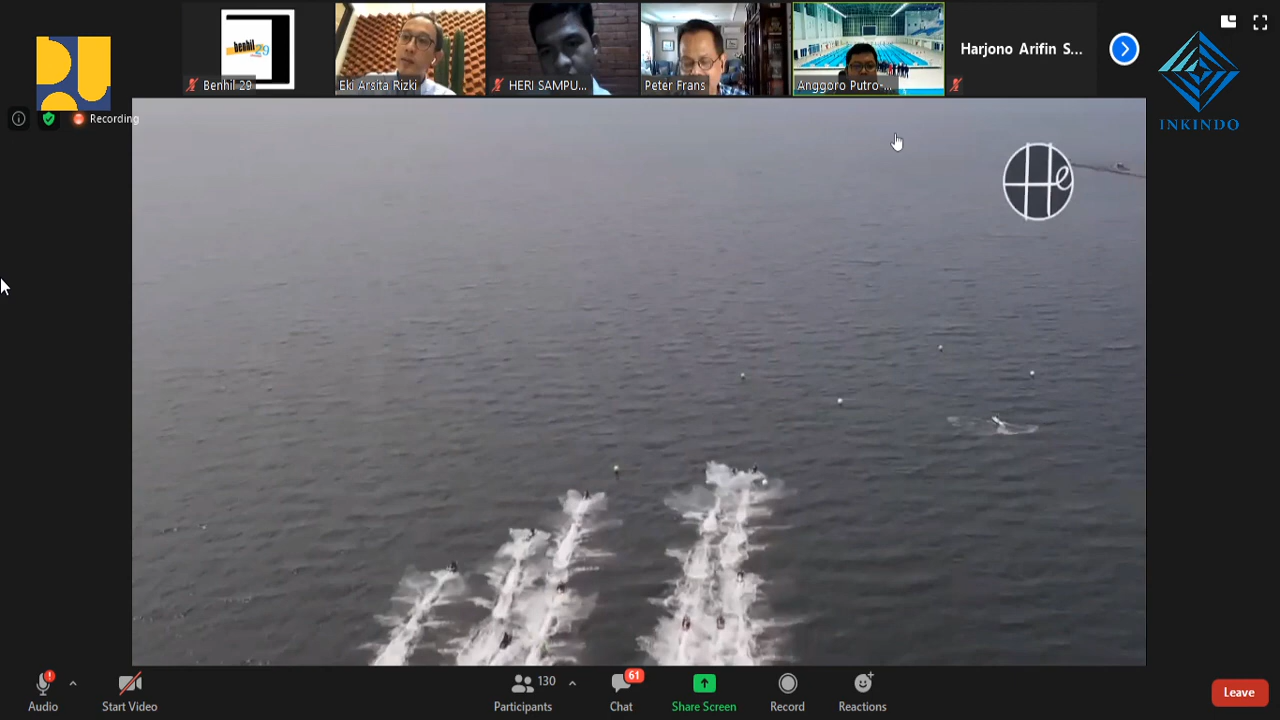 benhil
29
Benhil 29
Eki Arsita Rizki
HERI SAMPU...
Peter Frans
Anggoro Putro-...
Harjono Arifin S...
INKINDO
Recording
He
Audio
Start Video
130
Participants
61
Chat
Share Screen
Record
Reactions
Leave